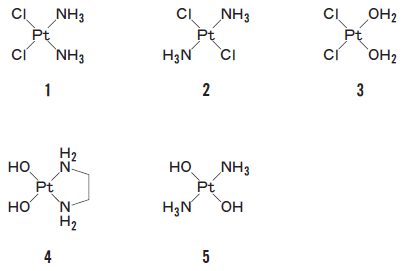 Cl NH3 Cl NH3 Cl OH2
Pt Pt Pt
Cl NH3 H3N Cl Cl OH2
1 2 3
H2
HO N HO NH3
Pt Pt
HO N H3N OH
H2
4 5